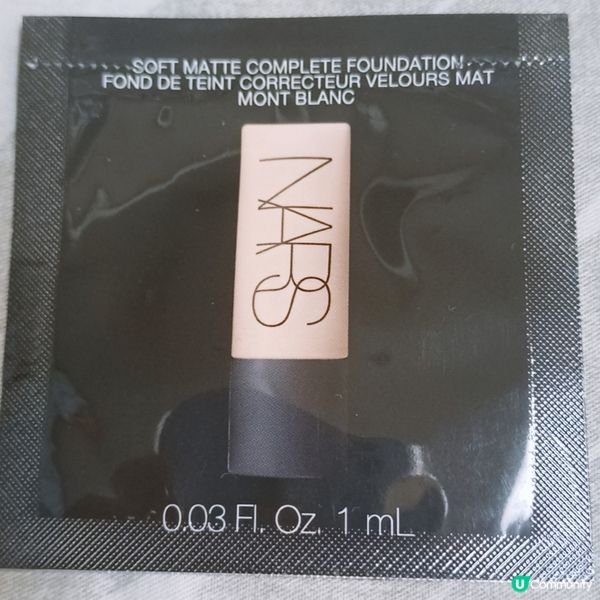 SOFT MATTE COMPLETE FOUNDATION
FOND DE TEINT CORRECTEUR VELOURS MAT
MONT BLANC
NARS
0.03 Fl. Oz. 1 mL
U Community